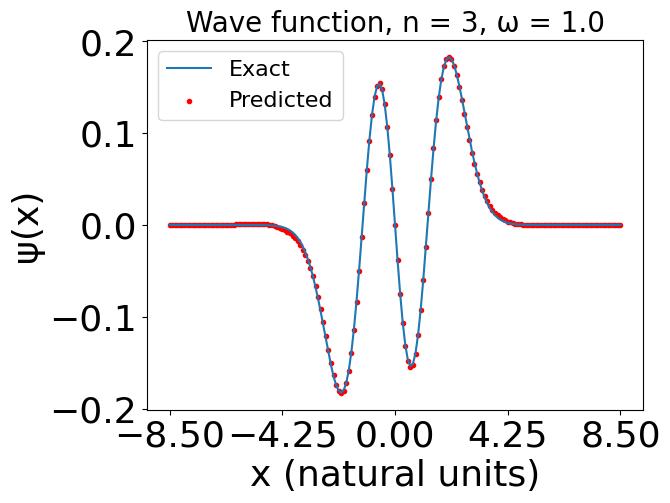 Wave function, n = 3, ω = 1.0
Exact
Predicted
ψ(x)
0.2
0.1
0.0
−0.1
−0.2
−8.50 −4.25 0.00 4.25 8.50
x (natural units)